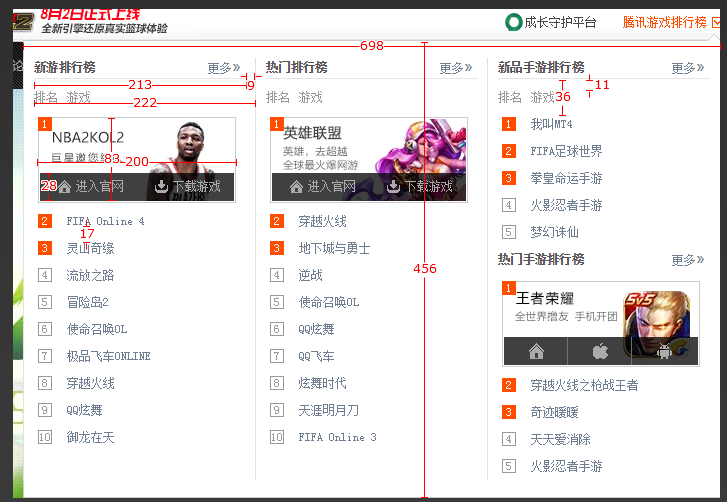 8月2日正式上线
全新引擎还原真实篮球体验
成长守护平台
腾讯游戏排行榜
698
新游排行榜 更多»
213
9
222
排名 游戏
1
NBA2KOL2
巨星邀您
83
200
28
进入官网 下载游戏
2 FIFA Online 4
17
3 灵山奇缘
4 流放之路
5 冒险岛2
6 使命召唤OL
7 极品飞车ONLINE
8 穿越火线
9 QQ炫舞
10 御龙在天
热门排行榜 更多»
排名 游戏
1
英雄联盟
英雄，去超越
全球最火爆网游
进入官网 下载游戏
2 穿越火线
3 地下城与勇士
4 逆战
5 使命召唤OL
6 QQ炫舞
7 QQ飞车
8 炫舞时代
9 天涯明月刀
10 FIFA Online 3
456
新品手游排行榜 更多»
11
排名 游戏
36
1 我叫MT4
2 FIFA足球世界
3 拳皇命运手游
4 火影忍者手游
5 梦幻诛仙
热门手游排行榜 更多»
1
王者荣耀
全世界撸友 手机开团
5v5
2 穿越火线之枪战王者
3 奇迹暖暖
4 天天爱消除
5 火影忍者手游